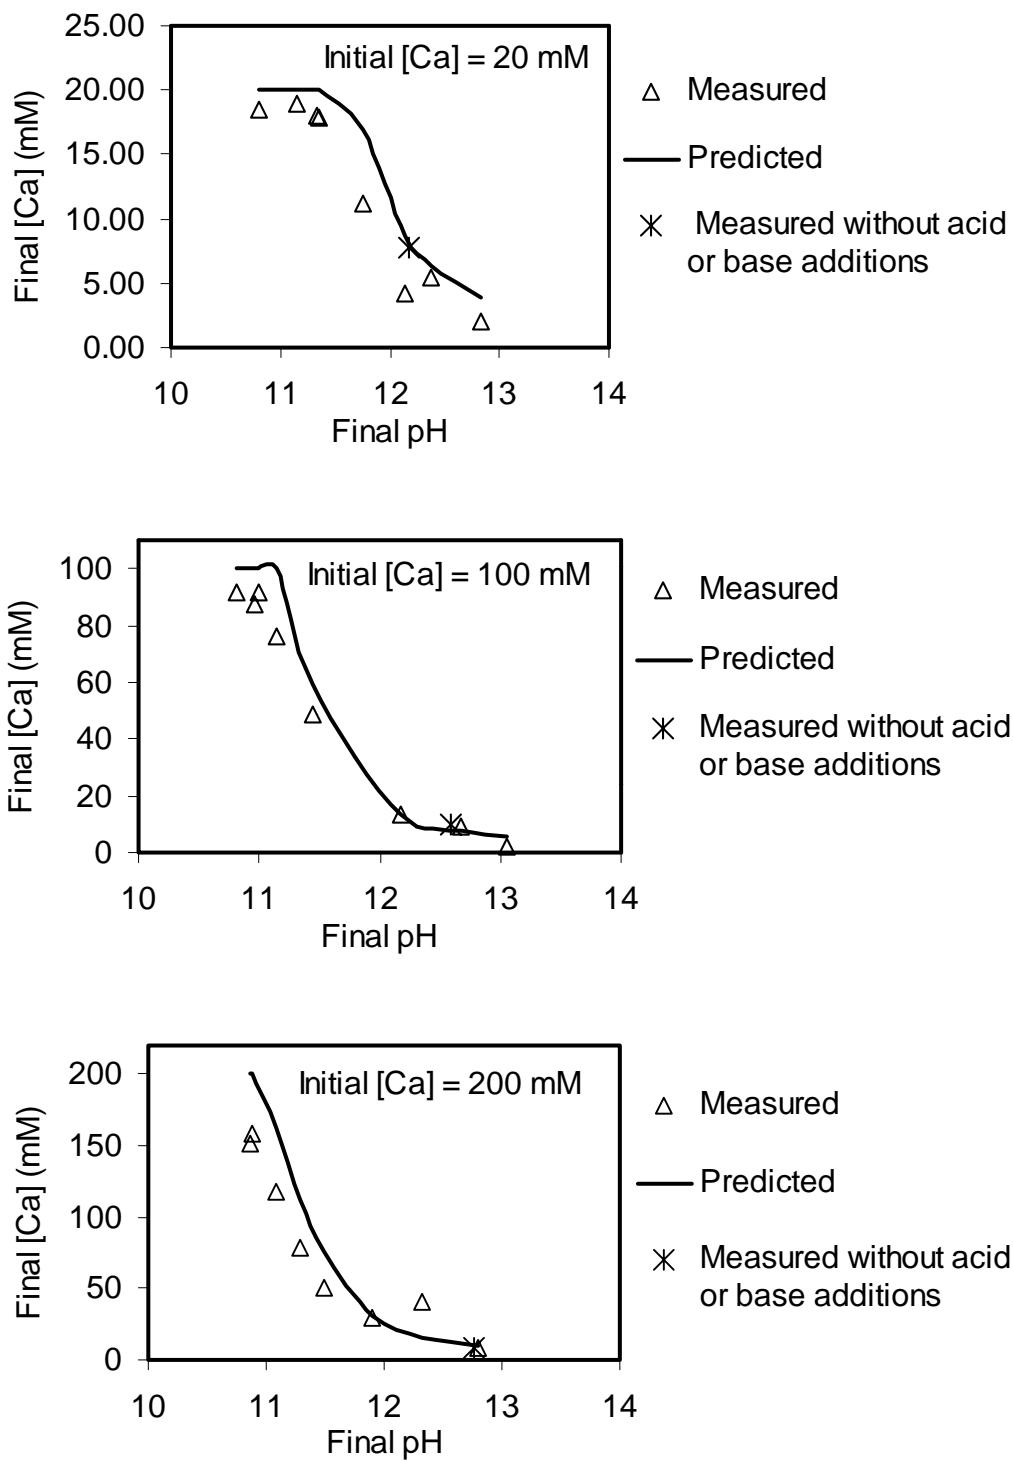 25.00
20.00
15.00
10.00
5.00
0.00
Final [Ca] (mM)
Initial [Ca] = 20 mM
10 11 12 13 14
Final pH
Measured
Predicted
Measured without acid
or base additions
100
80
60
40
20
0
Final [Ca] (mM)
Initial [Ca] = 100 mM
10 11 12 13 14
Final pH
Measured
Predicted
Measured without acid
or base additions
200
150
100
50
0
Final [Ca] (mM)
Initial [Ca] = 200 mM
10 11 12 13 14
Final pH
Measured
Predicted
Measured without acid
or base additions